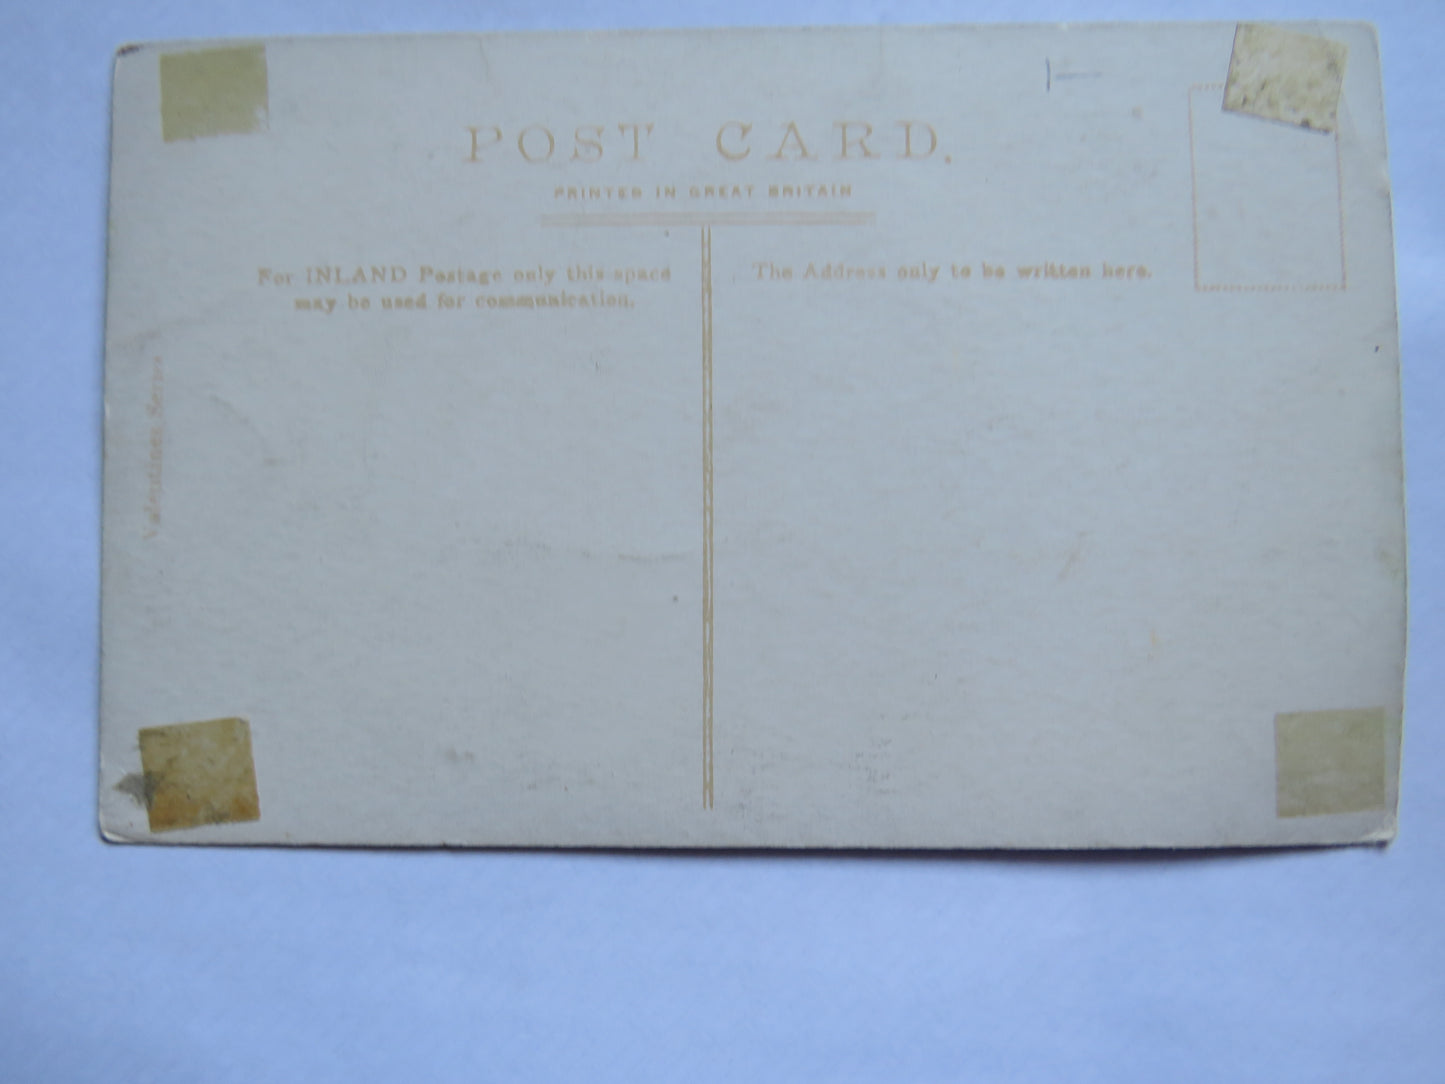 1—
POST CARD.
PRINTED IN GREAT BRITAIN
For INLAND Postage only this space
may be used for communication.
The Address only to be written here.
Valentines Series